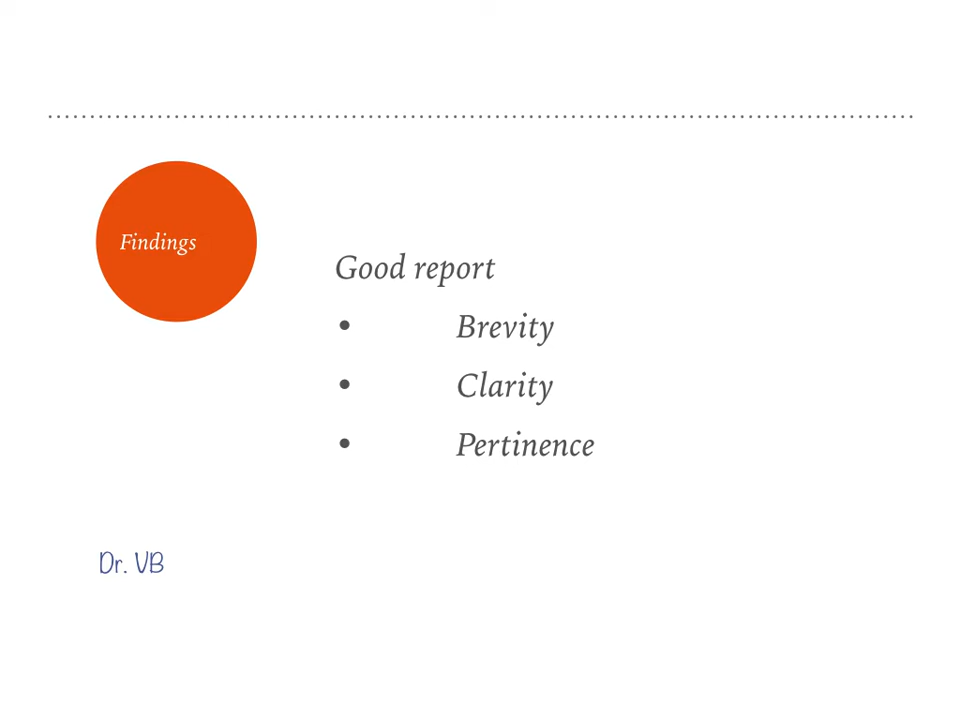 Findings
Good report
• Brevity
• Clarity
• Pertinence
Dr. VB